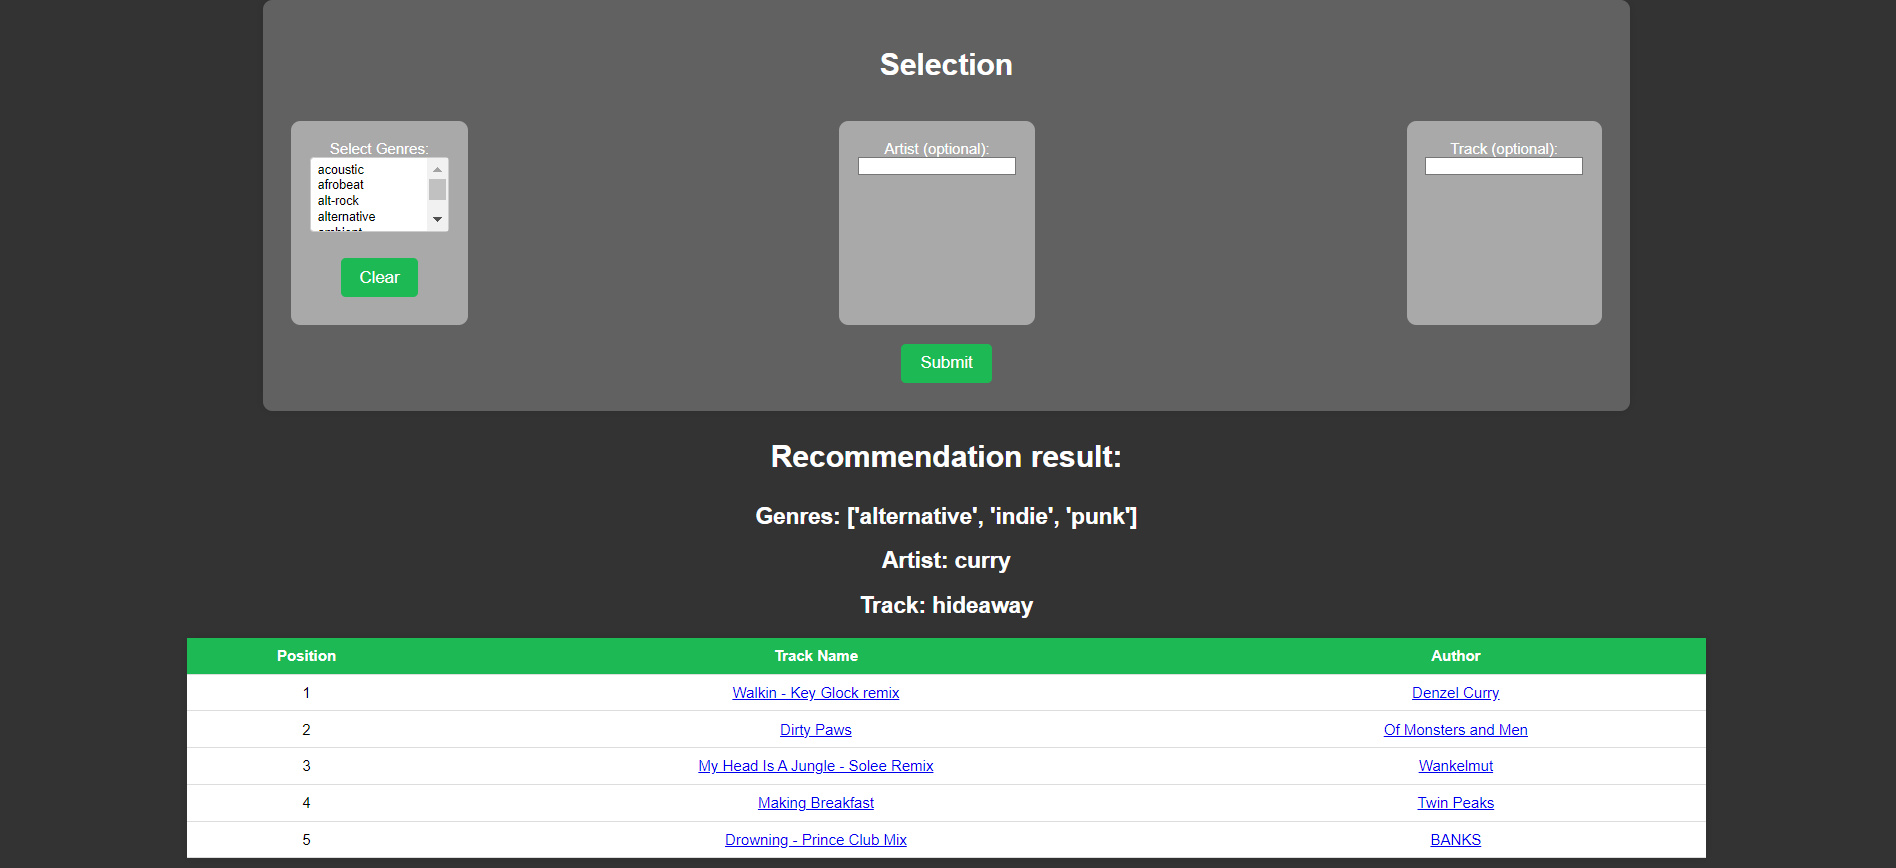 Selection
Select Genres:
acoustic
afrobeat
alt-rock
alternative
ambient
Clear
Artist (optional):
Track (optional):
Submit
Recommendation result:
Genres: ['alternative', 'indie', 'punk']
Artist: curry
Track: hideaway
Position Track Name Author
1 Walkin - Key Glock remix Denzel Curry
2 Dirty Paws Of Monsters and Men
3 My Head Is A Jungle - Solee Remix Wankelmut
4 Making Breakfast Twin Peaks
5 Drowning - Prince Club Mix BANKS